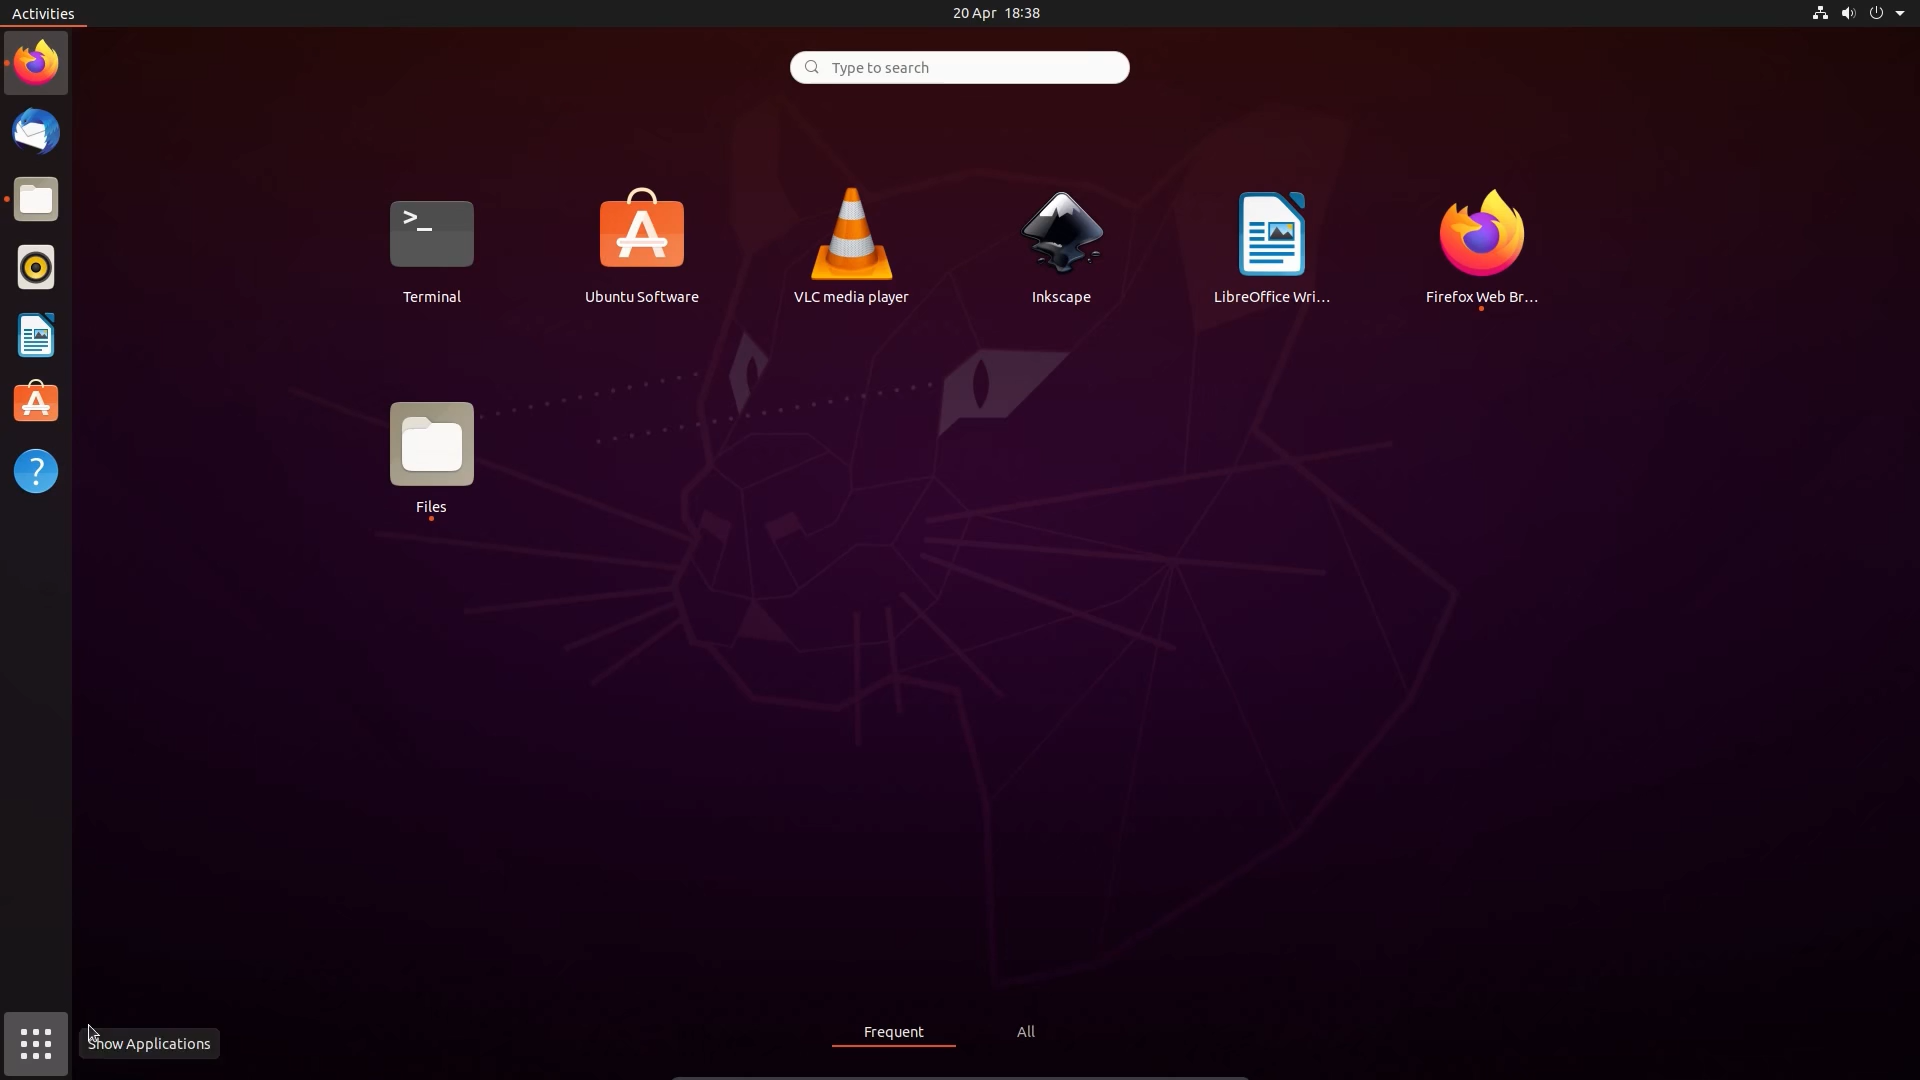 Activities
20 Apr 18:38
Type to search
Terminal
Ubuntu Software
VLC media player
Inkscape
LibreOffice Wri...
Firefox Web Br...
Files
Show Applications
Frequent
All